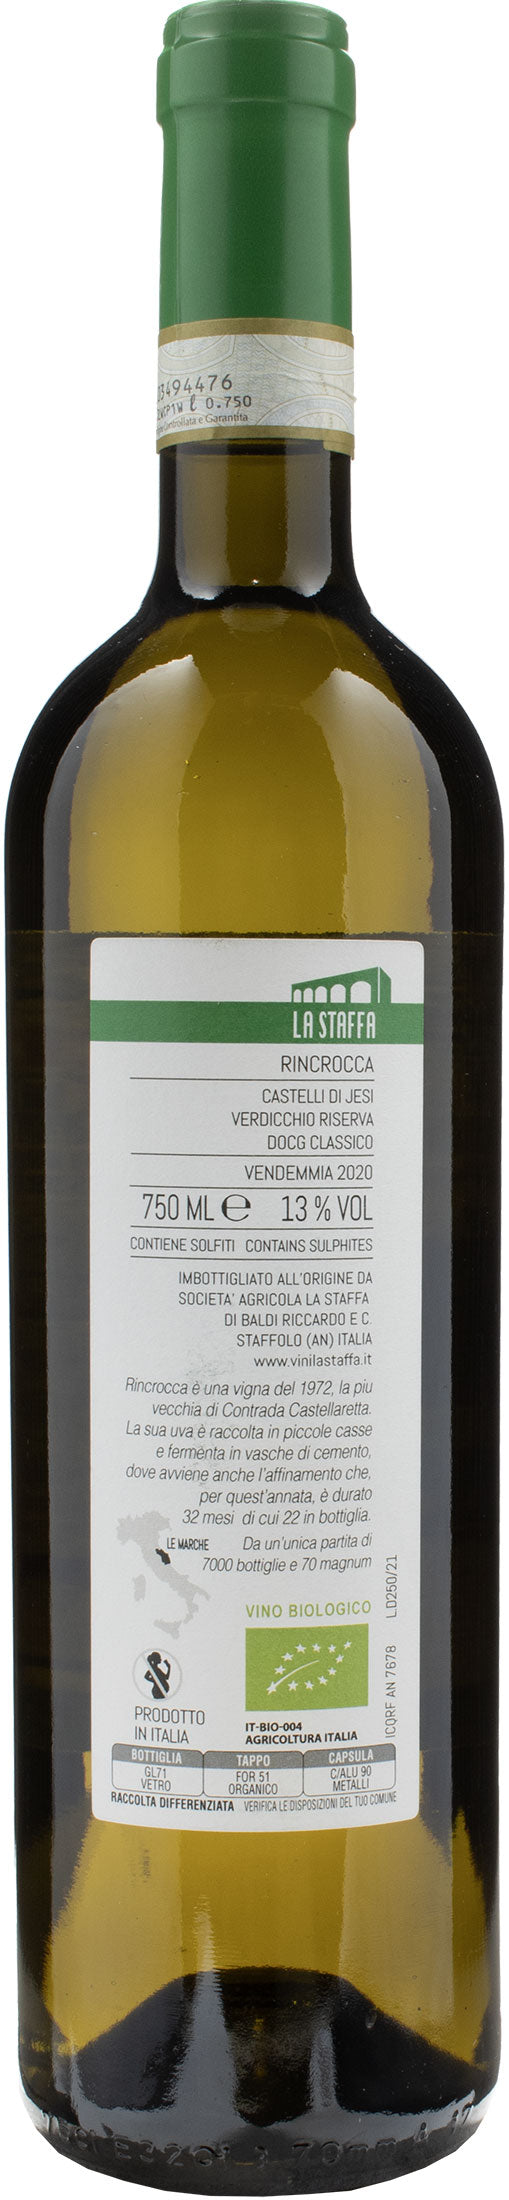 03494476
ℓ 0.750
Controllata e Garantita
LA STAFFA
RINCROCCA
CASTELLI DI JESI
VERDICCHIO RISERVA
DOCG CLASSICO
VENDEMMIA 2020
750 ML e 13 % VOL
CONTIENE SOLFITI CONTAINS SULPHITES
IMBOTTIGLIATO ALL'ORIGINE DA
SOCIETA' AGRICOLA LA STAFFA
DI BALDI RICCARDO E C.
STAFFOLO (AN) ITALIA
www.vinilastaffa.it
Rincrocca è una vigna del 1972, la piu
vecchia di Contrada Castellaretta.
La sua uva è raccolta in piccole casse
e fermenta in vasche di cemento,
dove avviene anche l'affinamento che,
per quest'annata, è durato
32 mesi di cui 22 in bottiglia.
Da un'unica partita di
7000 bottiglie e 70 magnum
LE MARCHE
VINO BIOLOGICO
IT-BIO-004
AGRICOLTURA ITALIA
ICQRF AN 7678 L.D250/21
PRODOTTO
IN ITALIA
BOTTIGLIA TAPPO CAPSULA
GL71 FOR 51 C/ALU 90
VETRO ORGANICO METALLI
RACCOLTA DIFFERENZIATA VERIFICA LE DISPOSIZIONI DEL TUO COMUNE